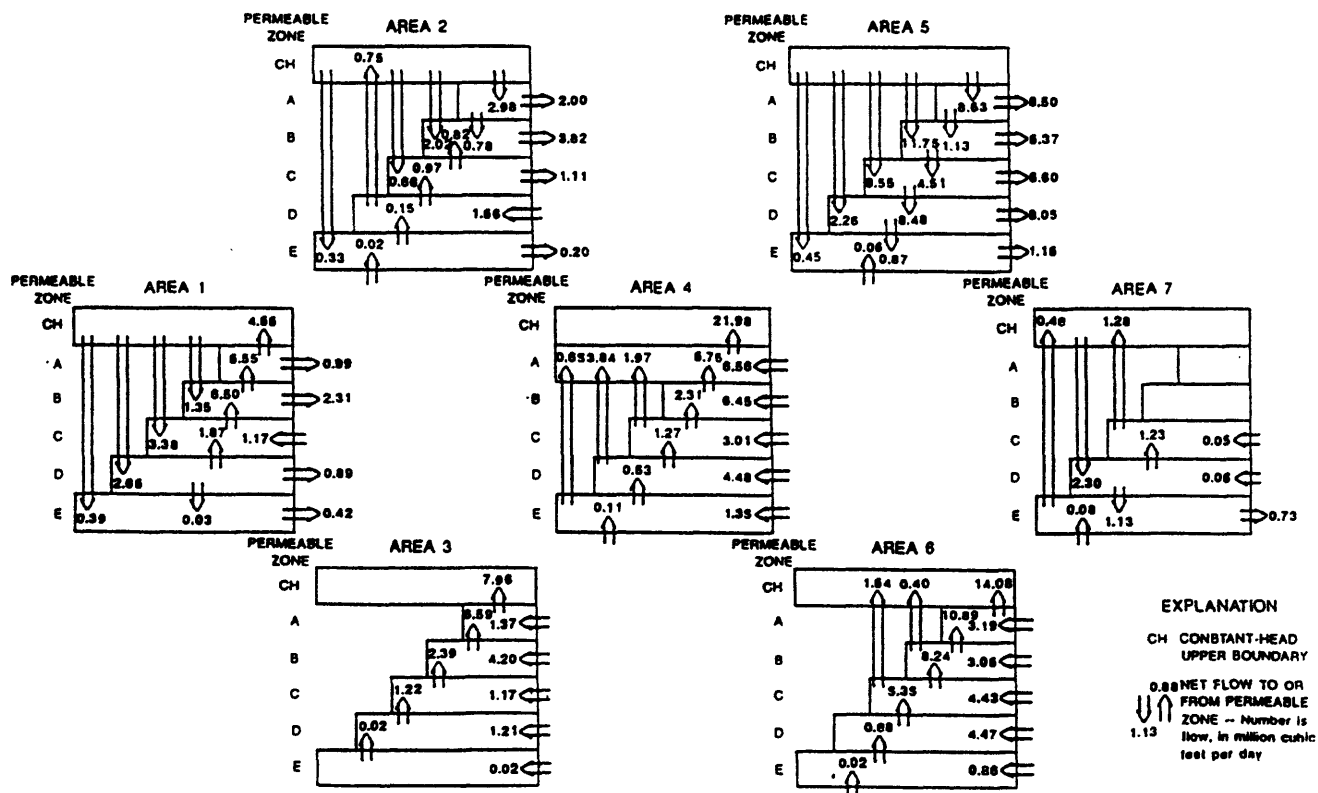 PERMEABLE ZONE
AREA 2
CH
0.75
A
2.98
2.00
B
2.02
0.82
0.78
3.82
C
0.66
0.97
1.11
D
0.15
1.66
E
0.33
0.02
0.20
PERMEABLE ZONE
AREA 5
CH
A
8.63
6.50
B
11.75
1.13
6.37
C
8.55
4.51
6.60
D
2.26
8.48
8.05
E
0.45
0.06
0.87
1.16
PERMEABLE ZONE
AREA 1
CH
4.66
A
5.55
0.99
B
1.35
6.50
2.31
C
3.38
1.87
1.17
D
0.89
E
0.39
0.03
0.42
PERMEABLE ZONE
AREA 4
CH
21.98
A
0.65
3.84
1.97
6.75
6.56
B
2.31
6.45
C
1.27
3.01
D
0.53
4.48
E
0.11
1.35
PERMEABLE ZONE
AREA 7
CH
0.46
1.28
A
B
C
1.23
0.05
D
2.30
0.06
E
0.08
1.13
0.73
PERMEABLE ZONE
AREA 3
CH
7.96
A
6.59
1.37
B
2.39
4.20
C
1.22
1.17
D
0.02
1.21
E
0.02
PERMEABLE ZONE
AREA 6
CH
1.64
0.40
14.08
A
10.89
3.19
B
8.24
3.06
C
5.35
4.43
D
0.68
4.47
E
0.02
0.86
EXPLANATION
CH CONSTANT-HEAD
UPPER BOUNDARY
0.88 NET FLOW TO OR
FROM PERMEABLE
ZONE -- Number is
1.13 flow, in million cubic
feet per day